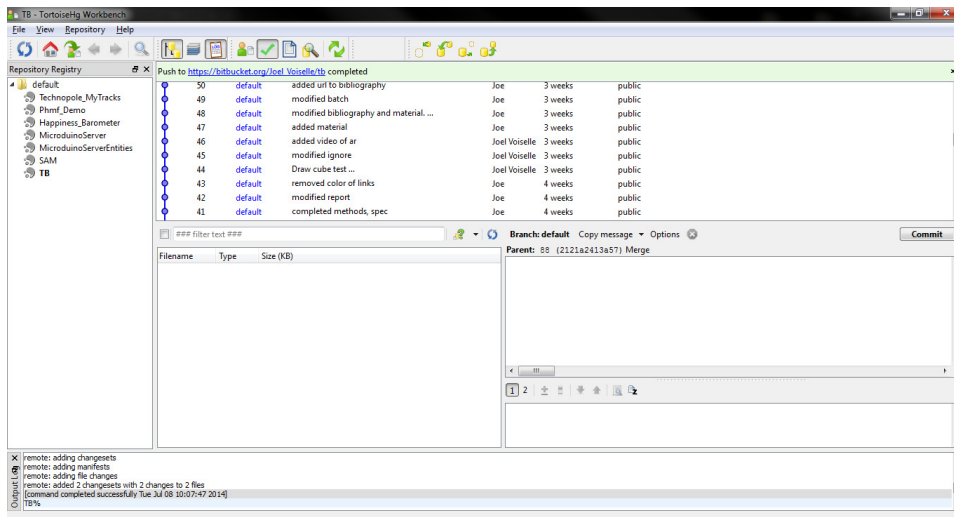 TB - TortoiseHg Workbench
File View Repository Help
Repository Registry
default
Technopole_MyTracks
Phmf_Demo
Happiness_Barometer
MicroduinoServer
MicroduinoServerEntities
SAM
TB
Push to https://bitbucket.org/Joel_Voiselle/tb completed
50 default added url to bibliography Joe 3 weeks public
49 default modified batch Joe 3 weeks public
48 default modified bibliography and material. ... Joe 3 weeks public
47 default added material Joe 3 weeks public
46 default added video of ar Joel Voiselle 3 weeks public
45 default modified ignore Joel Voiselle 3 weeks public
44 default Draw cube test ... Joel Voiselle 3 weeks public
43 default removed color of links Joe 4 weeks public
42 default modified report Joe 4 weeks public
41 default completed methods, spec Joe 4 weeks public
### filter text ###
Filename Type Size (KB)
Branch: default Copy message Options Commit
Parent: 88 (2121a2413a57) Merge
1 2
Output Log
remote: adding changesets
remote: adding manifests
remote: adding file changes
remote: added 2 changesets with 2 changes to 2 files
[command completed successfully Tue Jul 08 10:07:47 2014]
TB%